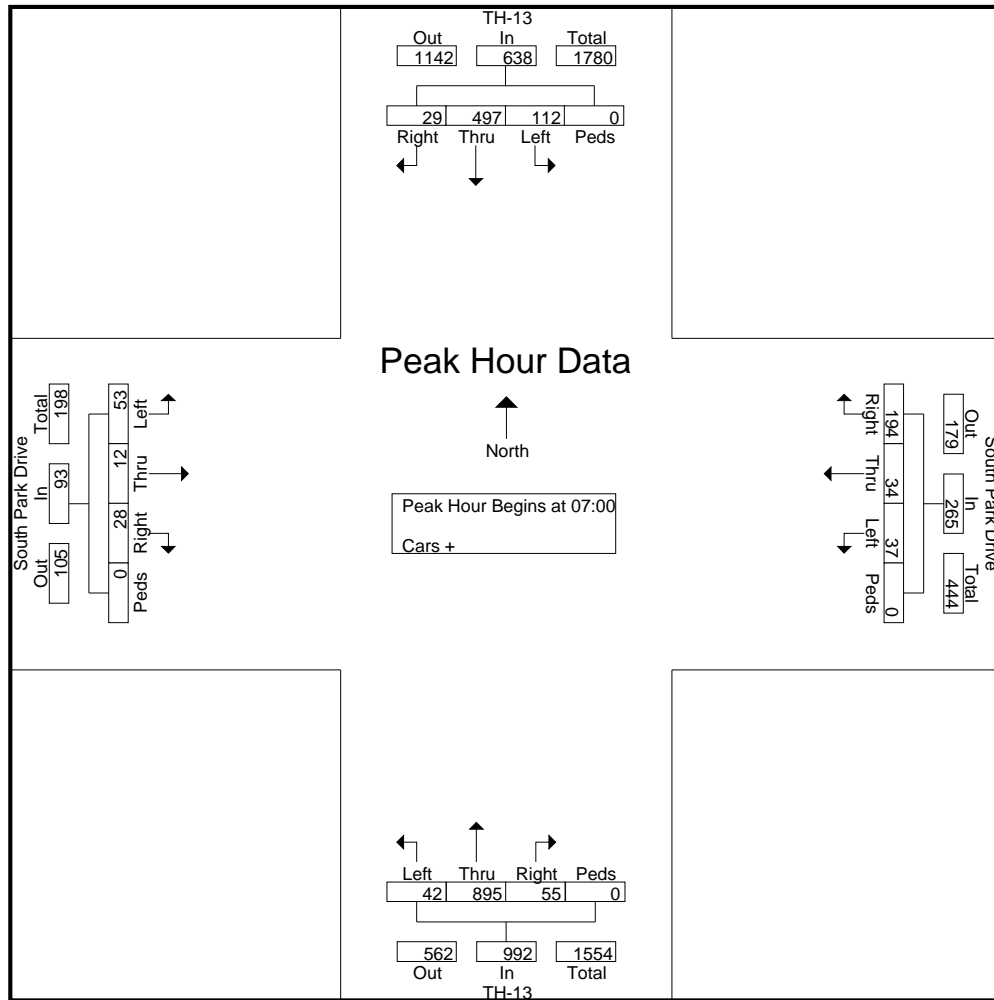 TH-13
Out In Total
1142 638 1780
29 497 112 0
Right Thru Left Peds
Peak Hour Data
North
Peak Hour Begins at 07:00
Cars +
South Park Drive
Total In Out
198 93 105
53 12 28 0
Left Thru Right Peds
South Park Drive
Out In Total
179 265 444
194 34 37 0
Right Thru Left Peds
Left Thru Right Peds
42 895 55 0
562 992 1554
Out In Total
TH-13